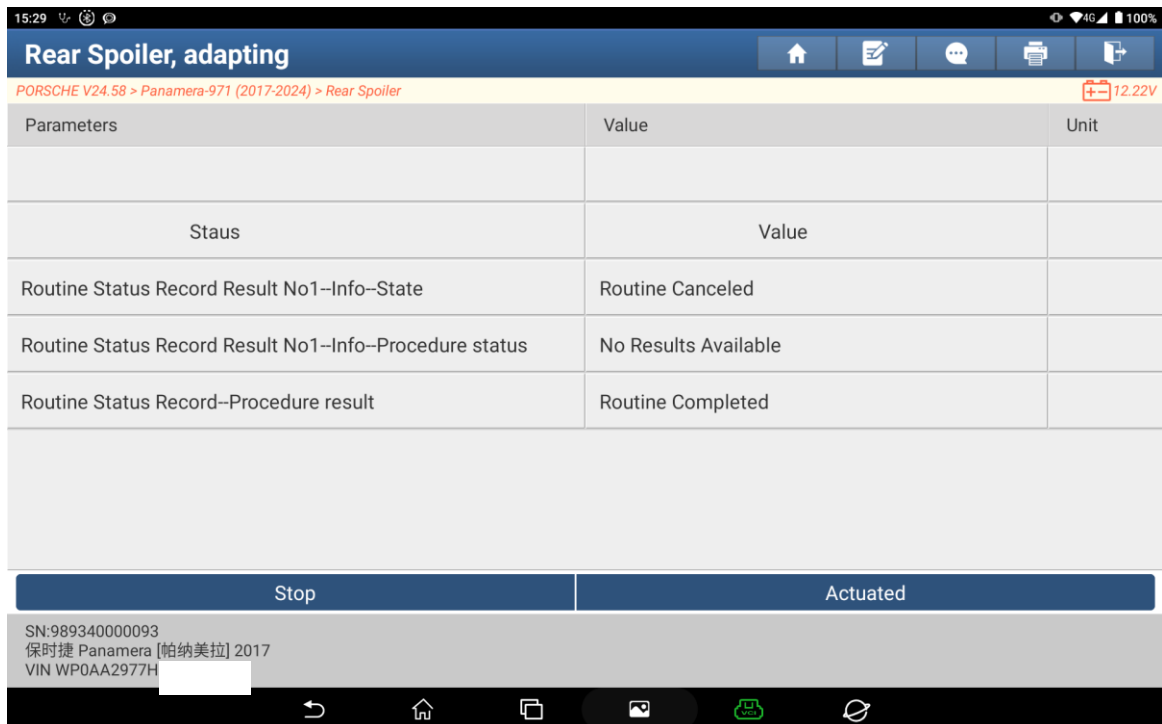 15:29 4G 100%
Rear Spoiler, adapting
PORSCHE V24.58 > Panamera-971 (2017-2024) > Rear Spoiler 12.22V
Parameters Value Unit
Staus Value
Routine Status Record Result No1--Info--State Routine Canceled
Routine Status Record Result No1--Info--Procedure status No Results Available
Routine Status Record--Procedure result Routine Completed
Stop Actuated
SN:989340000093
保时捷 Panamera [帕纳美拉] 2017
VIN WP0AA2977H
VCI